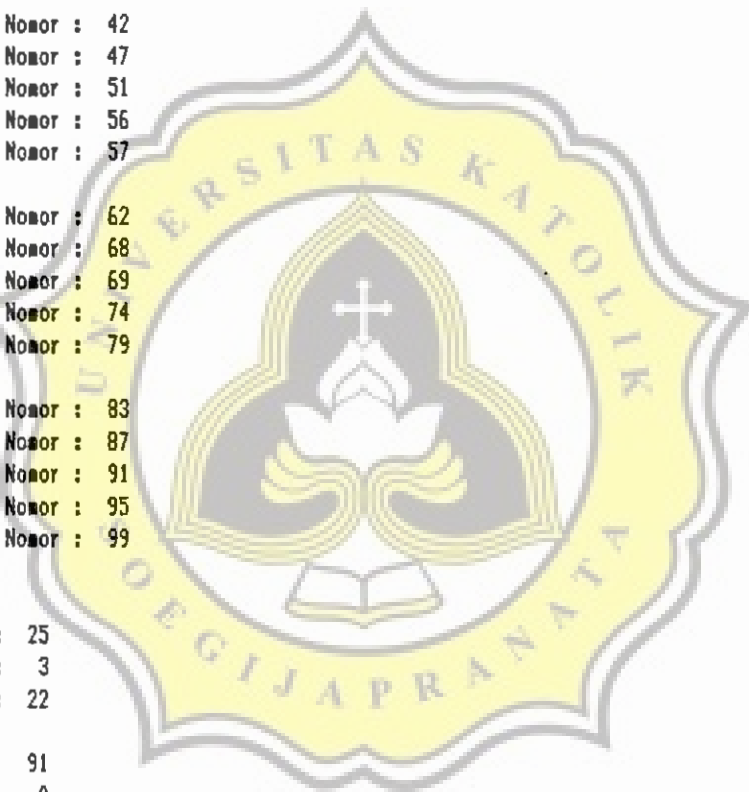 Nomor : 42
Nomor : 47
Nomor : 51
Nomor : 56
Nomor : 57
Nomor : 62
Nomor : 68
Nomor : 69
Nomor : 74
Nomor : 79
Nomor : 83
Nomor : 87
Nomor : 91
Nomor : 95
Nomor : 99
: 25
: 3
: 22
91
UNIVERSITAS KATOLIK
SOEGIJAPRANATA